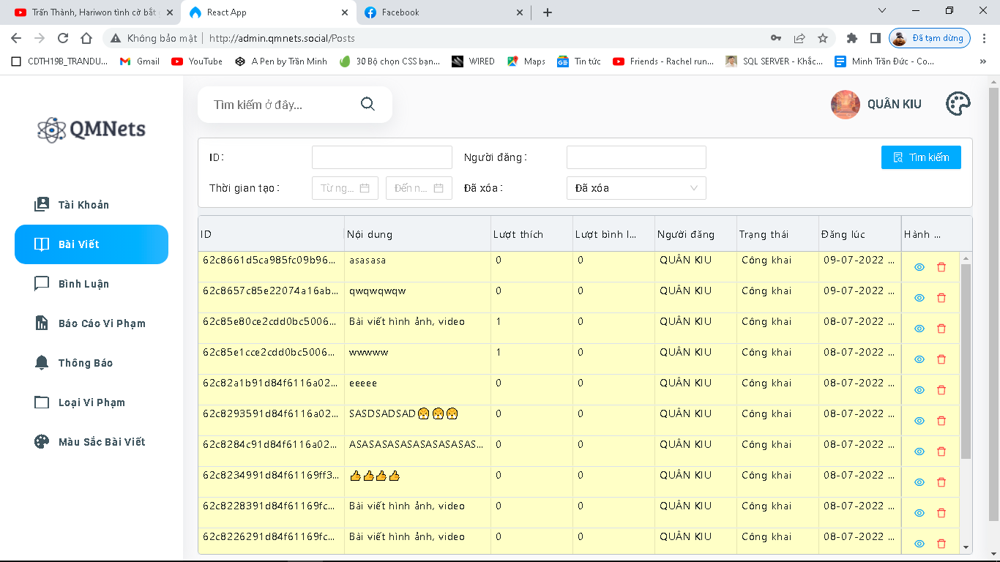 Trấn Thành, Hariwon tình cờ bắt
React App
Facebook
Không bảo mật
http://admin.qmnets.social/Posts
Đã tạm dừng
CDTH19B_TRANDU...
Gmail
YouTube
A Pen by Trần Minh
30 Bộ chọn CSS bạn...
WIRED
Maps
Tin tức
Friends - Rachel run...
SQL SERVER - Khắc...
Minh Trần Đức - Co...
»
QMNets
Tìm kiếm ở đây...
QUÂN KIU
Tài Khoản
Bài Viết
Bình Luận
Báo Cáo Vi Phạm
Thông Báo
Loại Vi Phạm
Màu Sắc Bài Viết
ID:
Người đăng:
Tìm kiếm
Thời gian tạo:
Từ ng...
Đến n...
Đã xóa:
Đã xóa
ID Nội dung Lượt thích Lượt bình l... Người đăng Trạng thái Đăng lúc Hành ...
62c8661d5ca985fc09b96... asasasa 0 0 QUÂN KIU Công khai 09-07-2022 ...
62c8657c85e22074a16ab... qwqwqwqw 0 0 QUÂN KIU Công khai 09-07-2022 ...
62c85e80ce2cdd0bc5006... Bài viết hình ảnh, video 1 0 QUÂN KIU Công khai 08-07-2022 ...
62c85e1cce2cdd0bc5006... wwwww 1 0 QUÂN KIU Công khai 08-07-2022 ...
62c82a1b91d84f6116a02... eeeee 0 0 QUÂN KIU Công khai 08-07-2022 ...
62c8293591d84f6116a02... SASDSADSAD😷😷😷 0 0 QUÂN KIU Công khai 08-07-2022 ...
62c8284c91d84f6116a02... ASASASASASASASASAS... 0 0 QUÂN KIU Công khai 08-07-2022 ...
62c8234991d84f61169ff3... 👍👍👍👍 0 0 QUÂN KIU Công khai 08-07-2022 ...
62c8228391d84f61169fc... Bài viết hình ảnh, video 0 0 QUÂN KIU Công khai 08-07-2022 ...
62c8226291d84f61169fc... Bài viết hình ảnh, video 0 0 QUÂN KIU Công khai 08-07-2022 ...